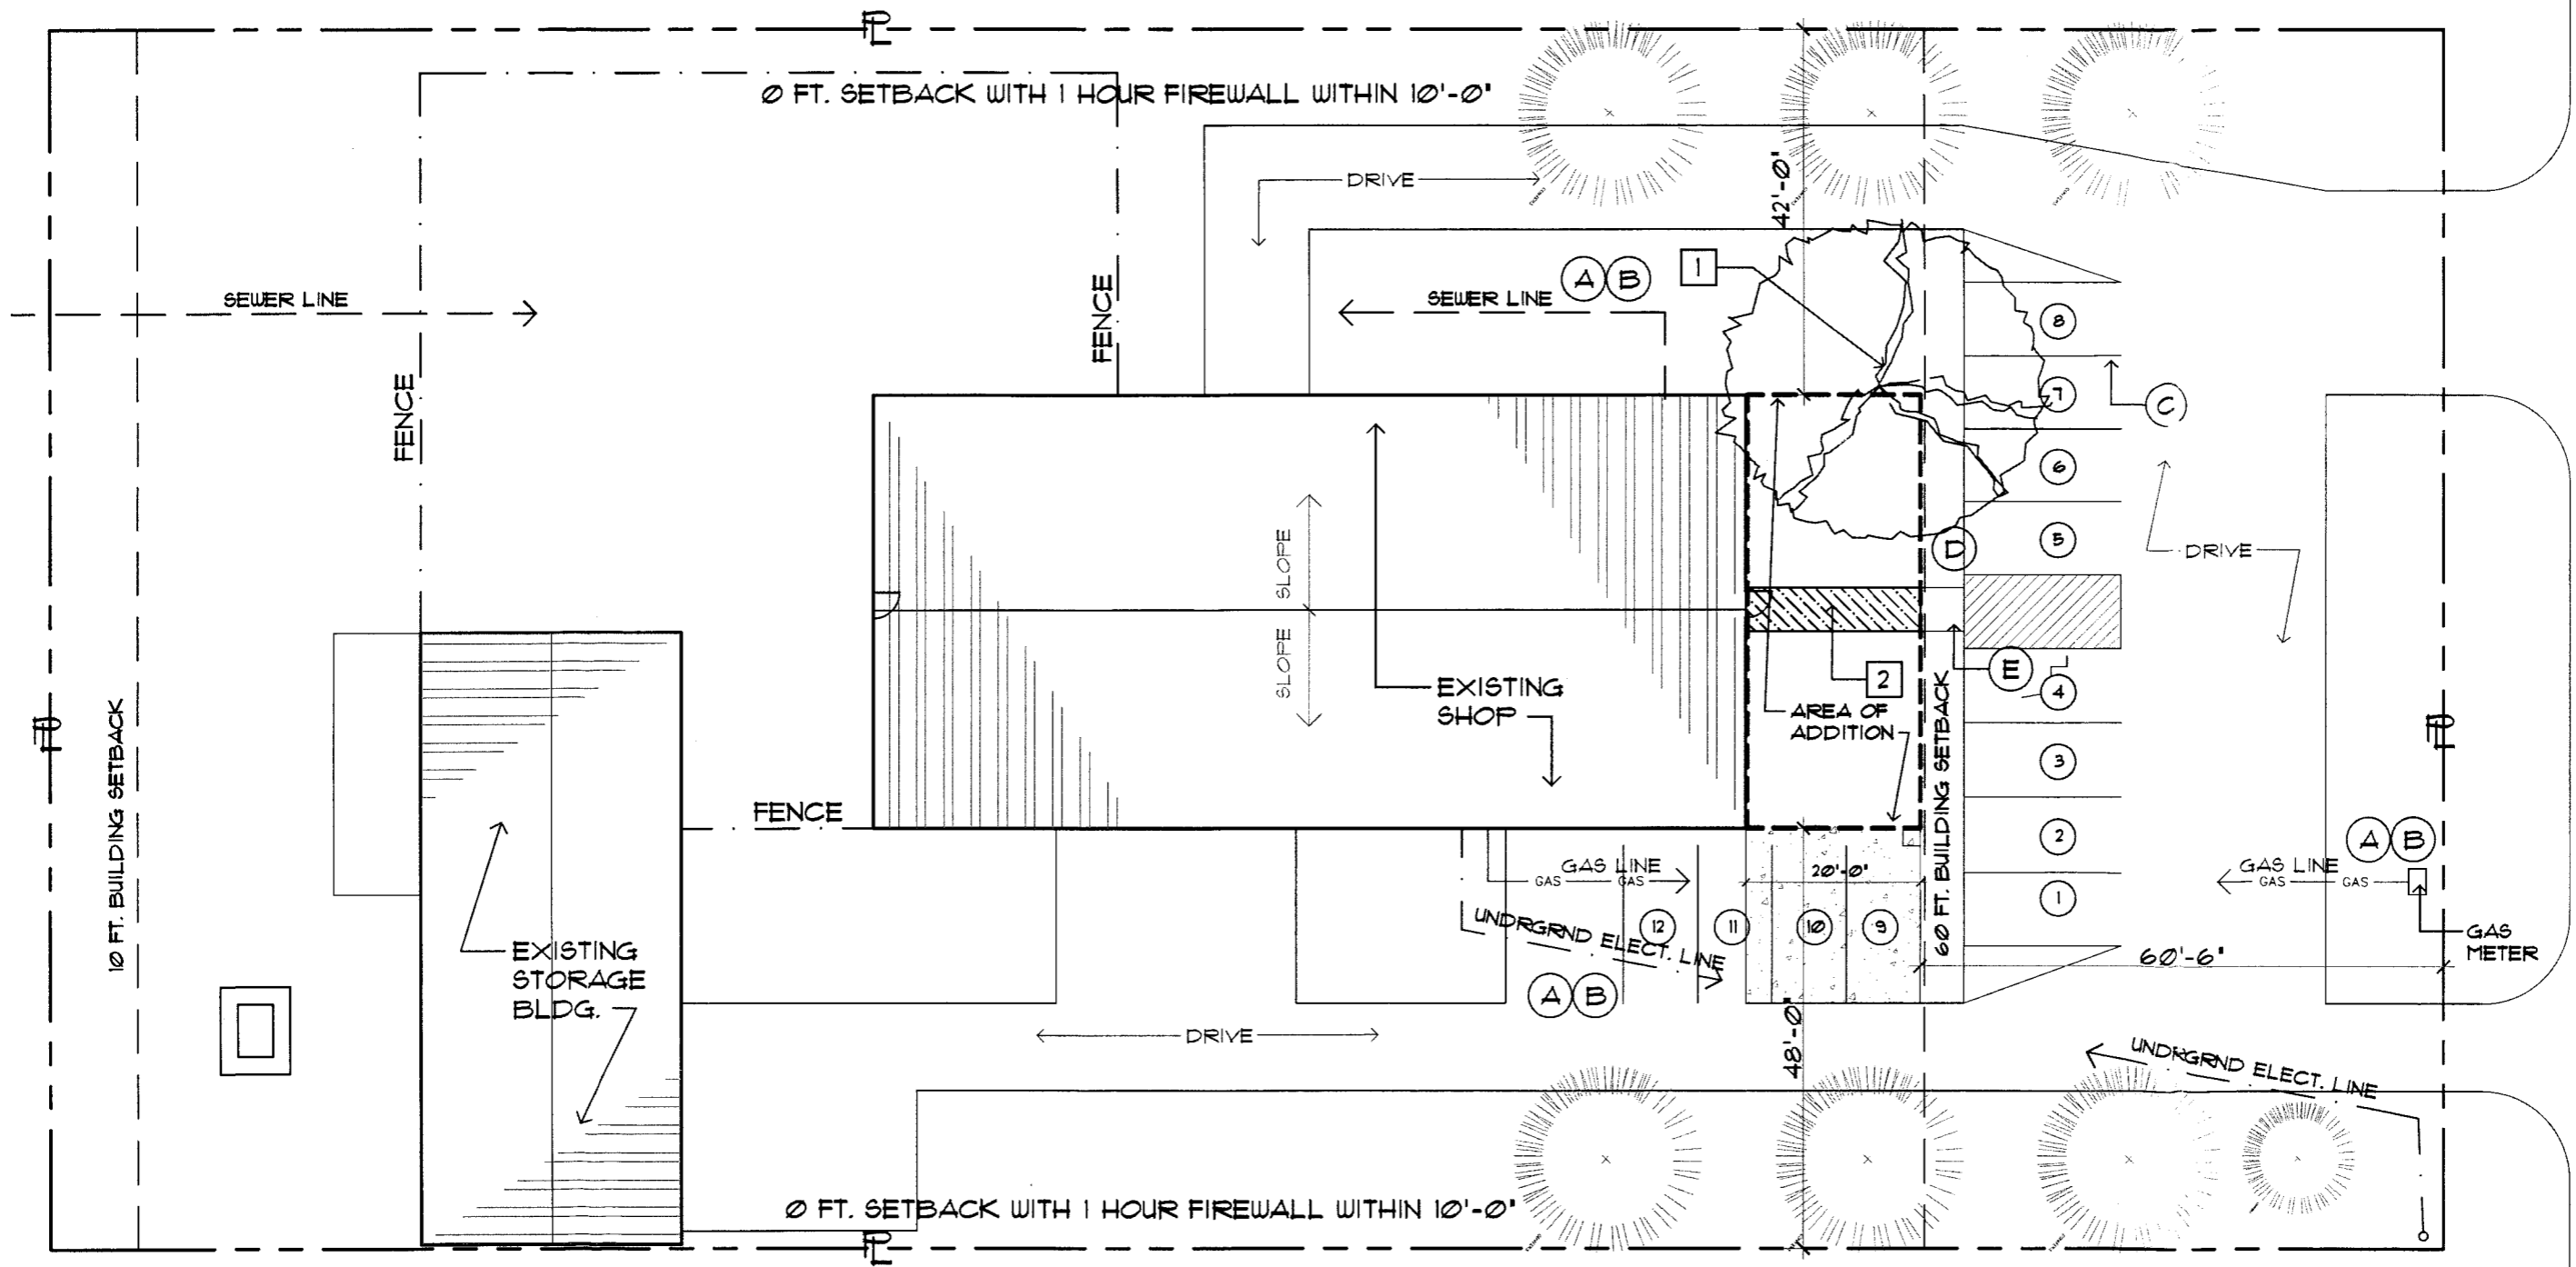 PL
0 FT. SETBACK WITH 1 HOUR FIREWALL WITHIN 10'-0"
DRIVE
42'-0"
SEWER LINE
FENCE
FENCE
SEWER LINE
A B
1
8
7
C
6
5
D
DRIVE
SLOPE
SLOPE
E
2
4
EXISTING
SHOP
AREA OF
ADDITION
60 FT. BUILDING SETBACK
3
PL
PL
10 FT. BUILDING SETBACK
FENCE
2
1
A B
GAS LINE
GAS GAS
GAS
METER
GAS LINE
GAS GAS
20'-0"
12 11 10 9
UNDRGRND ELECT. LINE
A B
60'-6"
EXISTING
STORAGE
BLDG.
DRIVE
48'-0"
UNDRGRND ELECT. LINE
0 FT. SETBACK WITH 1 HOUR FIREWALL WITHIN 10'-0"
PL